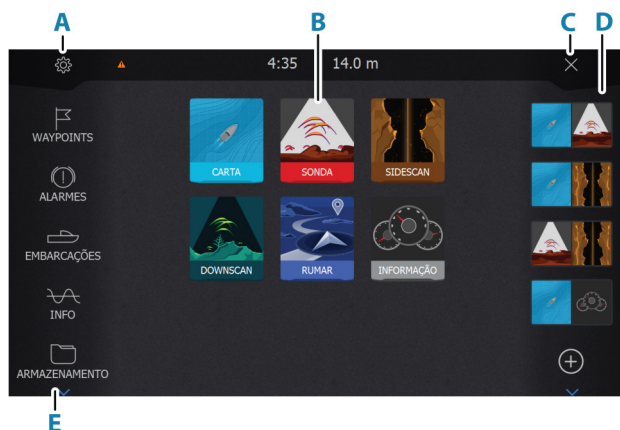 A B C D
4:35 14.0 m
WAYPOINTS
ALARMES
EMBARCAÇÕES
INFO
ARMAZENAMENTO
CARTA SONDA SIDESCAN
DOWNSCAN RUMAR INFORMAÇÃO
E